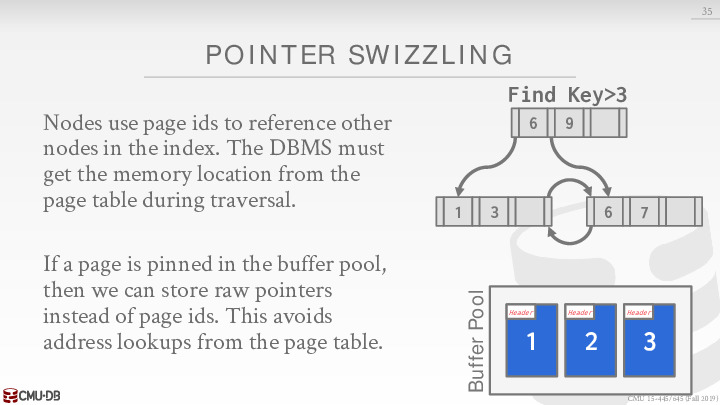 35
POINTER SWIZZLING
Nodes use page ids to reference other
nodes in the index. The DBMS must
get the memory location from the
page table during traversal.
If a page is pinned in the buffer pool,
then we can store raw pointers
instead of page ids. This avoids
address lookups from the page table.
Find Key>3
6 9
1 3
6 7
Buffer Pool
Header Header Header
1 2 3
CMU·DB
CMU 15-445/645 (Fall 2019)